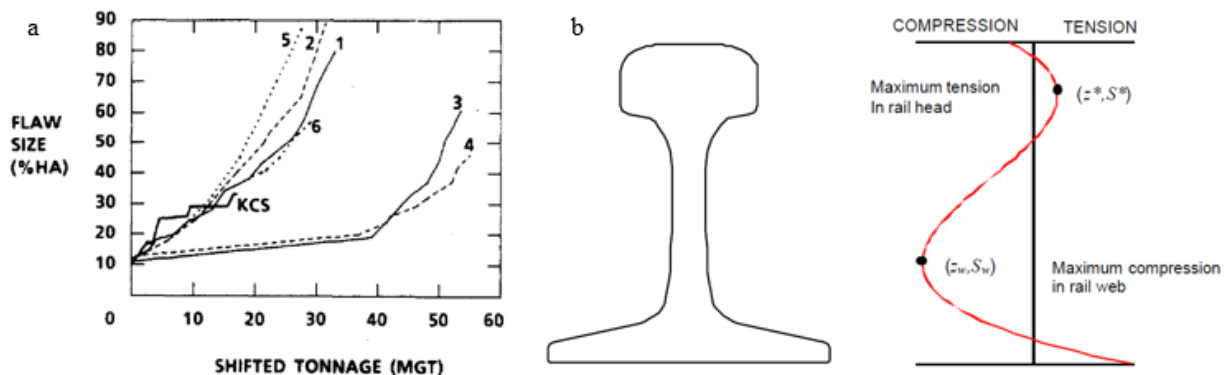 a
90
80
70
60
50
40
30
20
10
FLAW
SIZE
(%HA)
5
2
1
6
3
4
KCS
0
10
20
30
40
50
60
SHIFTED TONNAGE (MGT)
b
COMPRESSION
TENSION
Maximum tension
In rail head
(z*,S*)
(zw,Sw)
Maximum compression
in rail web